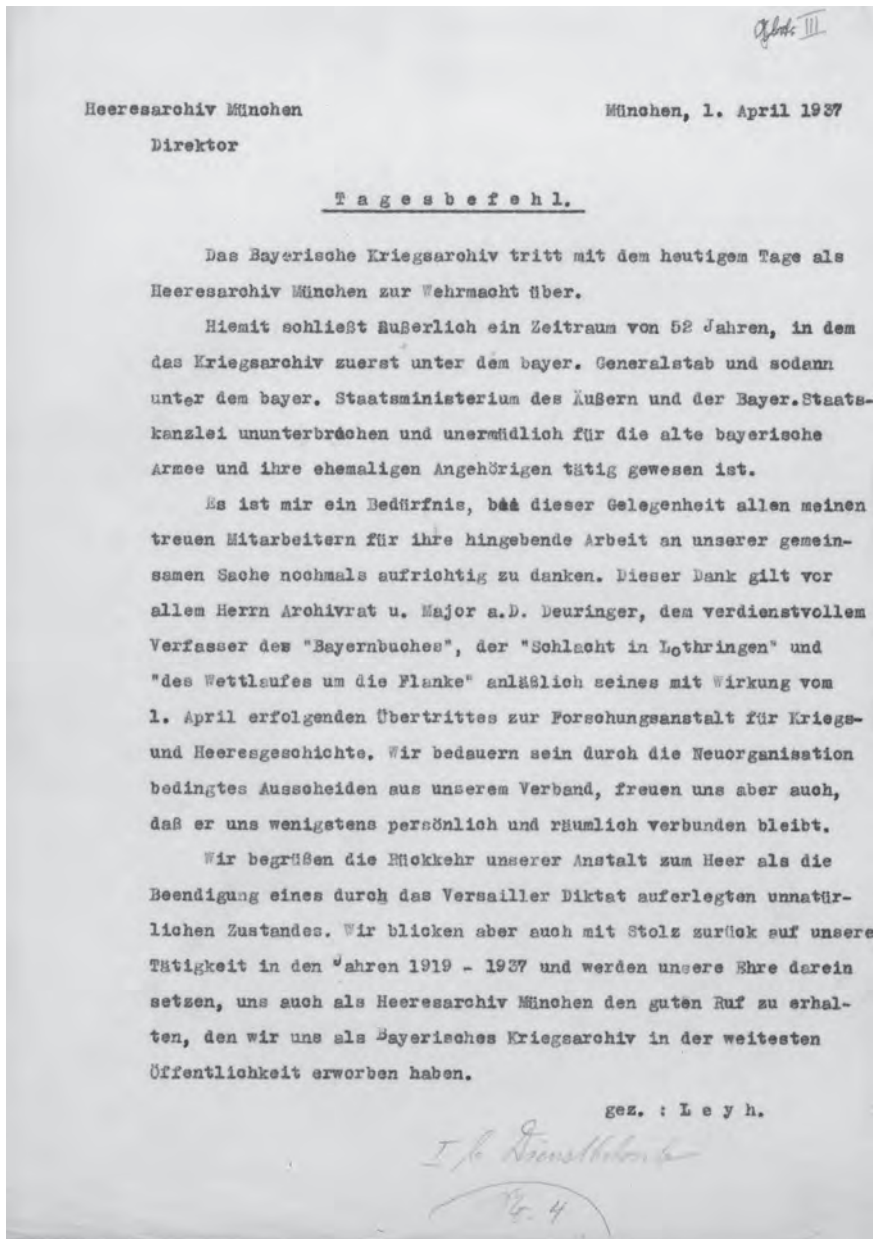 III
Heeresarchiv München München, 1. April 1937
Direktor
Tagesbefehl.
Das Bayerische Kriegsarchiv tritt mit dem heutigem Tage als
Heeresarchiv München zur Wehrmacht über.
Hiemit schließt äußerlich ein Zeitraum von 52 Jahren, in dem
das Kriegsarchiv zuerst unter dem bayer. Generalstab und sodann
unter dem bayer. Staatsministerium des Äußern und der Bayer.Staats-
kanzlei ununterbrochen und unermüdlich für die alte bayerische
Armee und ihre ehemaligen Angehörigen tätig gewesen ist.
Es ist mir ein Bedürfnis, bei dieser Gelegenheit allen meinen
treuen Mitarbeitern für ihre hingebende Arbeit an unserer gemein-
samen Sache nochmals aufrichtig zu danken. Dieser Dank gilt vor
allem Herrn Archivrat u. Major a.D. Deuringer, dem verdienstvollem
Verfasser des "Bayernbuches", der "Schlacht in Lothringen" und
"des Wettlaufes um die Flanke" anläßlich seines mit Wirkung vom
1. April erfolgenden Übertrittes zur Forschungsanstalt für Kriegs-
und Heeresgeschichte. Wir bedauern sein durch die Neuorganisation
bedingtes Ausscheiden aus unserem Verband, freuen uns aber auch,
daß er uns wenigstens persönlich und räumlich verbunden bleibt.
Wir begrüßen die Rückkehr unserer Anstalt zum Heer als die
Beendigung eines durch das Versailler Diktat auferlegten unnatür-
lichen Zustandes. Wir blicken aber auch mit Stolz zurück auf unsere
Tätigkeit in den Jahren 1919 - 1937 und werden unsere Ehre darein
setzen, uns auch als Heeresarchiv München den guten Ruf zu erhal-
ten, den wir uns als Bayerisches Kriegsarchiv in der weitesten
Öffentlichkeit erworben haben.
gez. : Leyh.
I
4